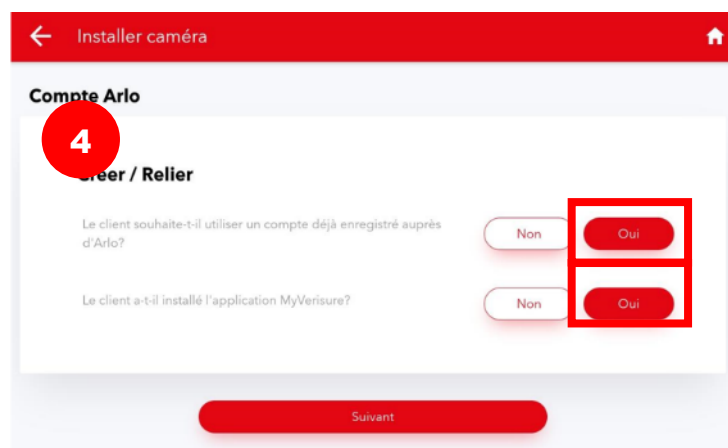 Installer caméra
Compte Arlo
4
Créer / Relier
Le client souhaite-t-il utiliser un compte déjà enregistré auprès
d'Arlo?
Non
Oui
Le client a-t-il installé l'application MyVerisure?
Non
Oui
Suivant